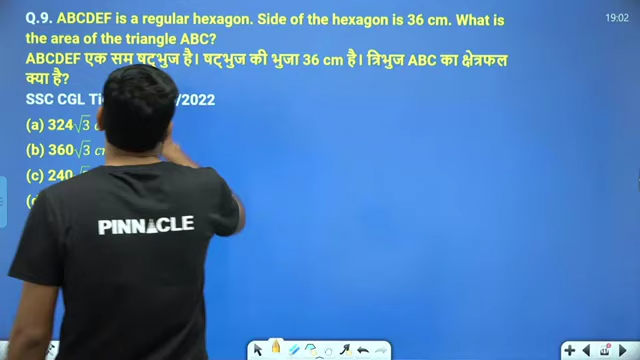 Q.9. ABCDEF is a regular hexagon. Side of the hexagon is 36 cm. What is
the area of the triangle ABC?
ABCDEF एक सम षट्भुज है। षट्भुज की भुजा 36 cm है। त्रिभुज ABC का क्षेत्रफल
क्या है?
SSC CGL /2022
(a) 324√3
(b) 360√3
(c) 240
PINNACLE
19:02